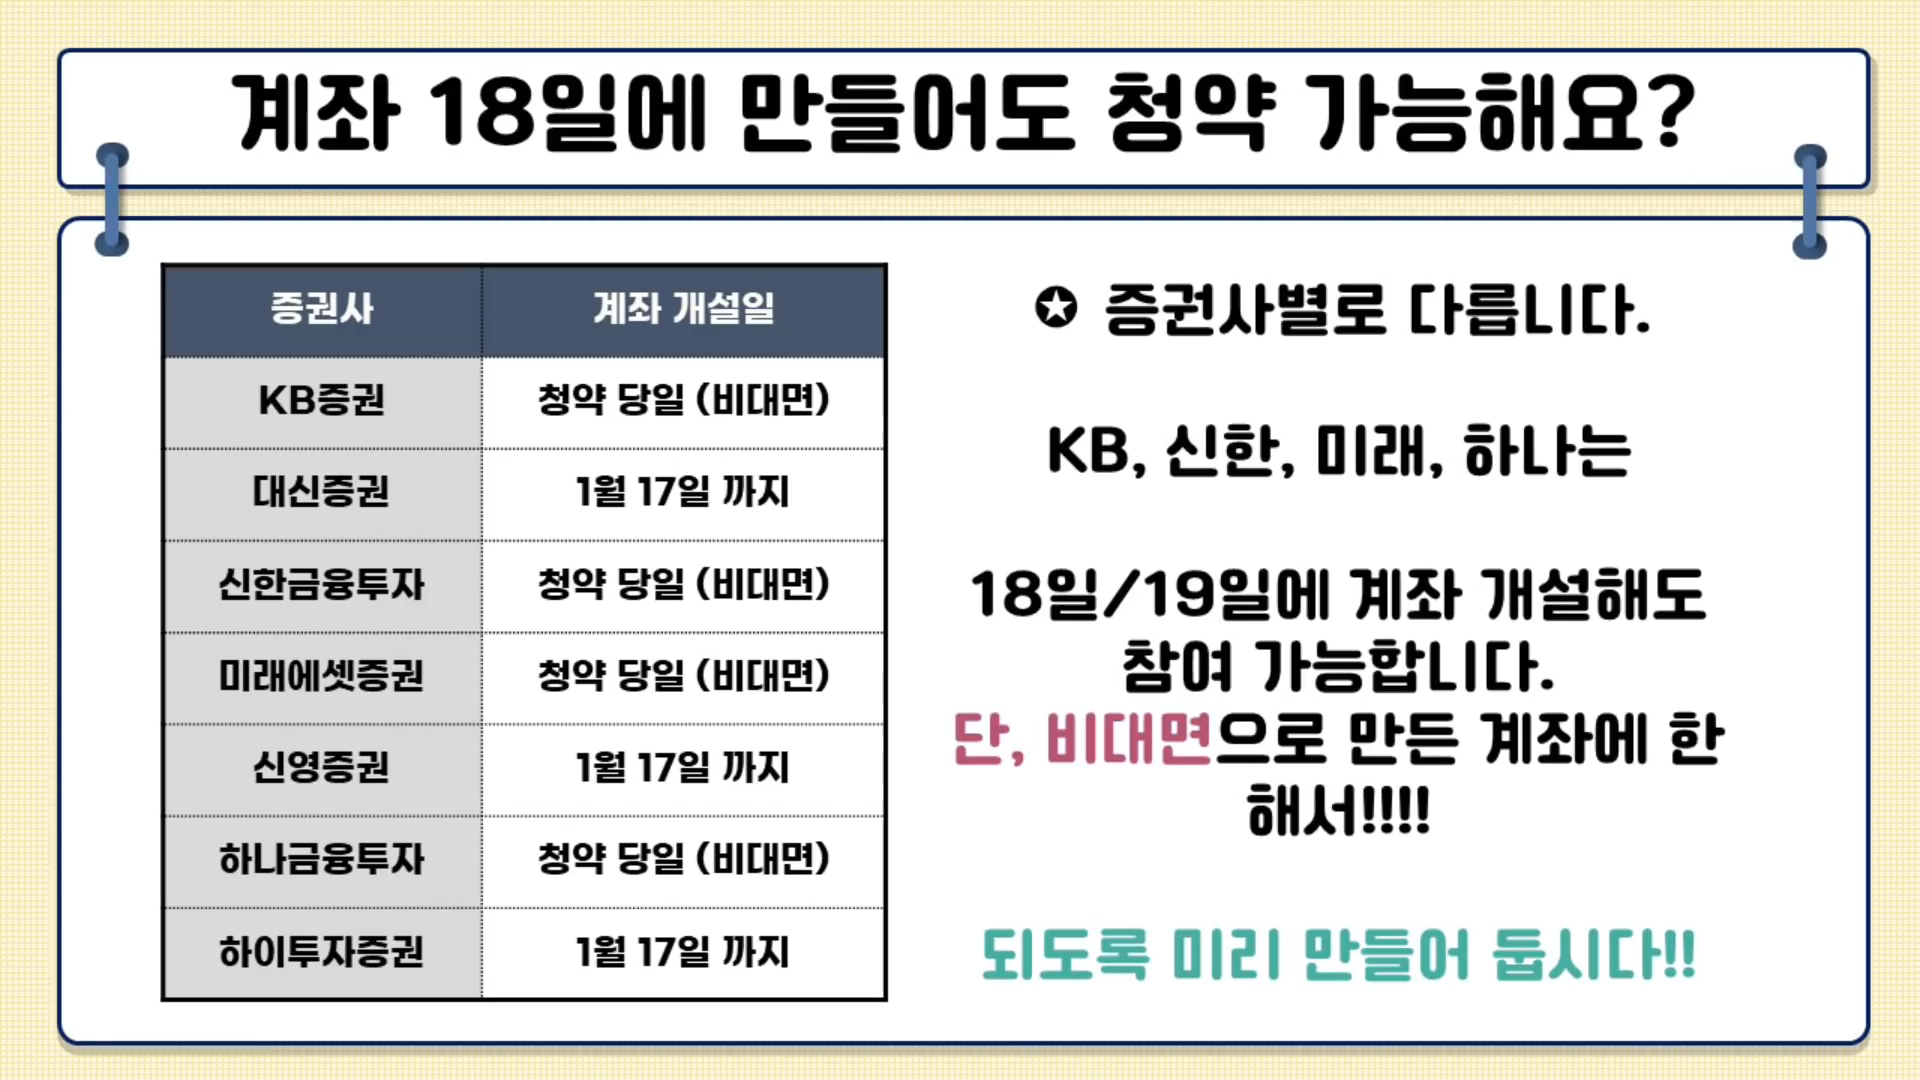 계좌 18일에 만들어도 청약 가능해요?
증권사 계좌 개설일
KB증권 청약 당일 (비대면)
대신증권 1월 17일 까지
신한금융투자 청약 당일 (비대면)
미래에셋증권 청약 당일 (비대면)
신영증권 1월 17일 까지
하나금융투자 청약 당일 (비대면)
하이투자증권 1월 17일 까지
✪ 증권사별로 다릅니다.
KB, 신한, 미래, 하나는
18일/19일에 계좌 개설해도
참여 가능합니다.
단, 비대면으로 만든 계좌에 한
해서!!!!
되도록 미리 만들어 둡시다!!